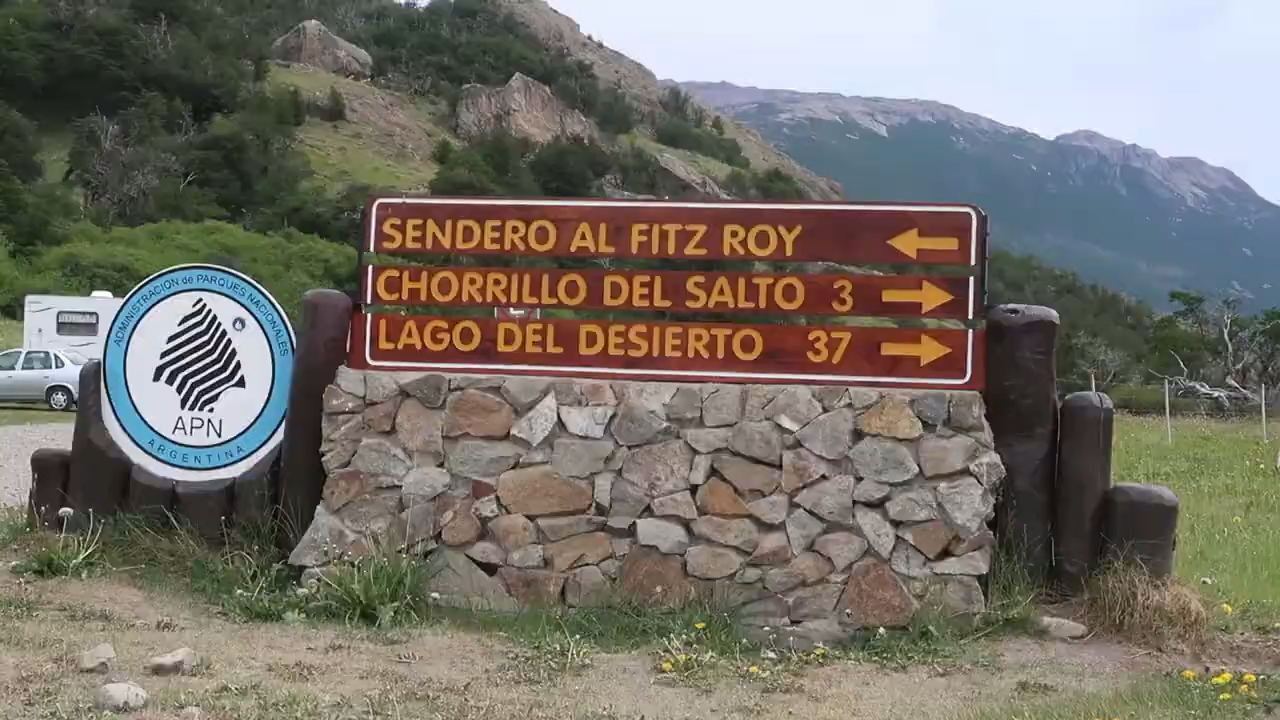 ADMINISTRACIÓN de PARQUES NACIONALES
APN
ARGENTINA
SENDERO AL FITZ ROY
CHORRILLO DEL SALTO 3
LAGO DEL DESIERTO 37